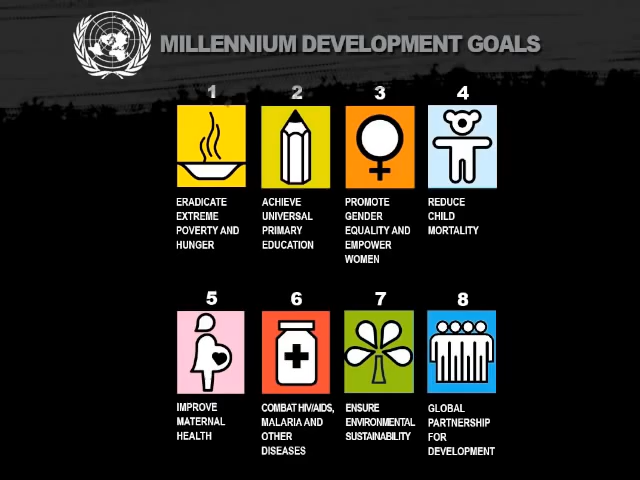 MILLENNIUM DEVELOPMENT GOALS
1
ERADICATE
EXTREME
POVERTY AND
HUNGER
2
ACHIEVE
UNIVERSAL
PRIMARY
EDUCATION
3
PROMOTE
GENDER
EQUALITY AND
EMPOWER
WOMEN
4
REDUCE
CHILD
MORTALITY
5
IMPROVE
MATERNAL
HEALTH
6
COMBAT HIV/AIDS,
MALARIA AND
OTHER
DISEASES
7
ENSURE
ENVIRONMENTAL
SUSTAINABILITY
8
GLOBAL
PARTNERSHIP
FOR
DEVELOPMENT